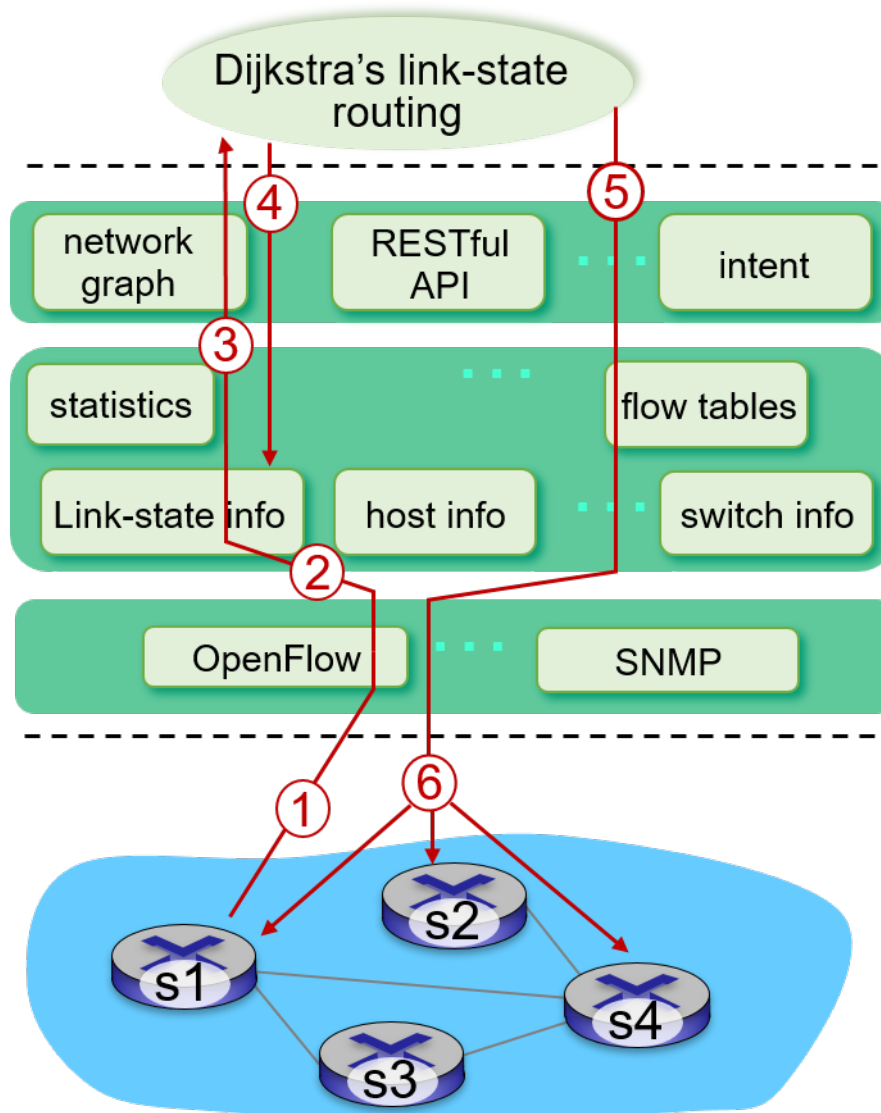 Dijkstra's link-state
routing
4
5
network
graph
RESTful
API
intent
3
statistics
flow tables
Link-state info
host info
switch info
2
OpenFlow
SNMP
1
6
s2
s1
s4
s3